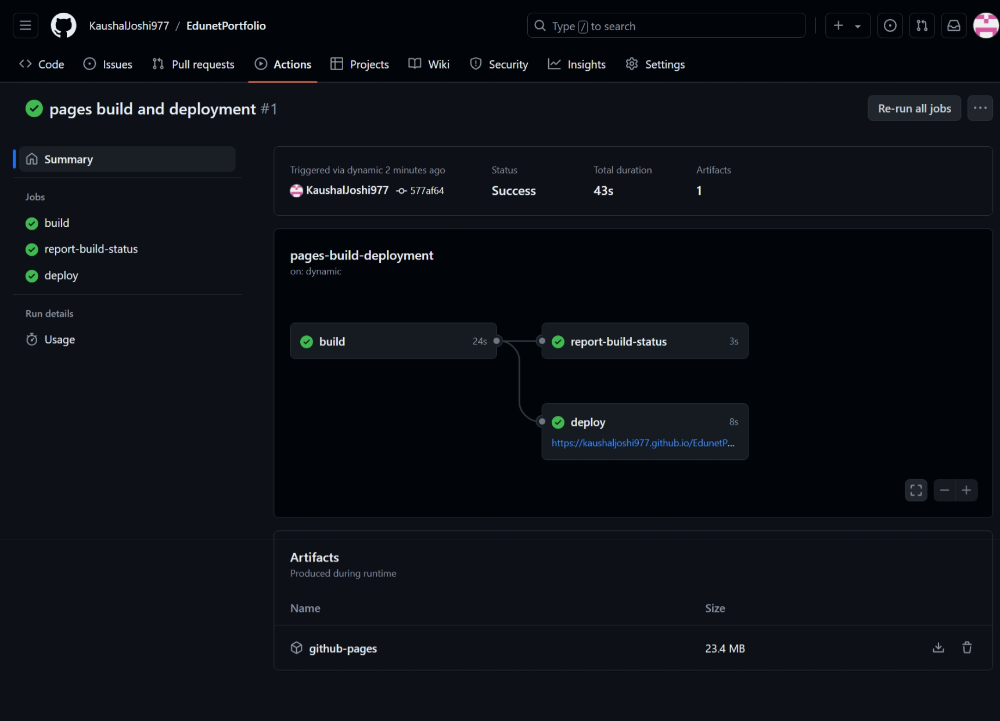 KaushalJoshi977 / EdunetPortfolio
Type / to search
Code Issues Pull requests Actions Projects Wiki Security Insights Settings
pages build and deployment #1
Re-run all jobs
Summary
Jobs
build
report-build-status
deploy
Run details
Usage
Triggered via dynamic 2 minutes ago
KaushalJoshi977 577af64
Status
Success
Total duration
43s
Artifacts
1
pages-build-deployment
on: dynamic
build 24s
report-build-status 3s
deploy 8s
https://kaushaljoshi977.github.io/EdunetP...
Artifacts
Produced during runtime
Name Size
github-pages 23.4 MB